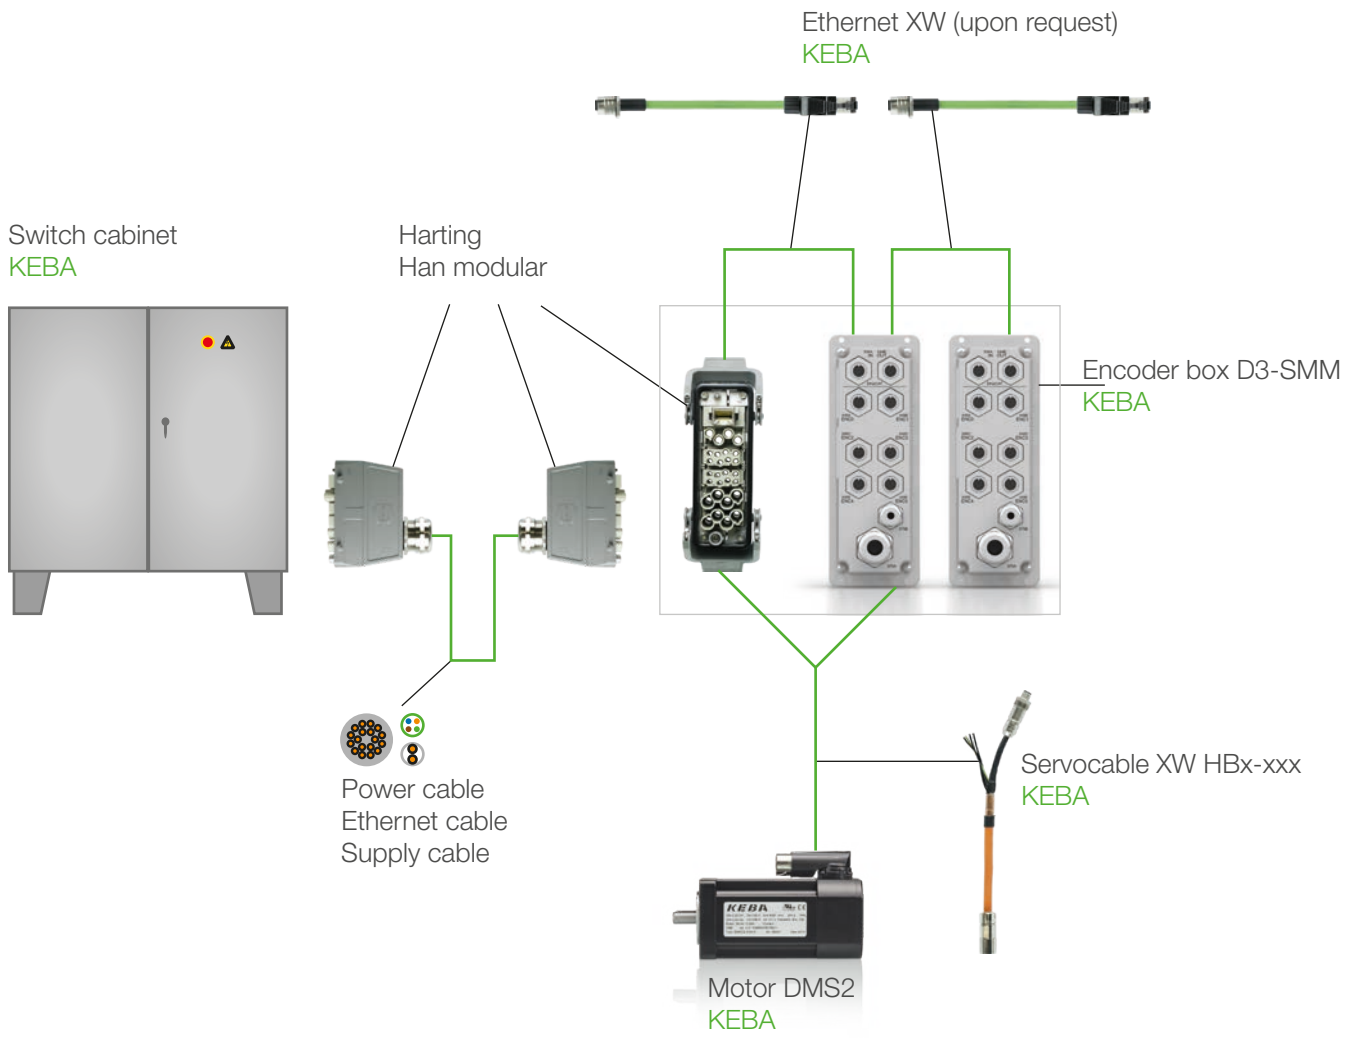 Ethernet XW (upon request)
KEBA
Switch cabinet
KEBA
Harting
Han modular
Encoder box D3-SMM
KEBA
Power cable
Ethernet cable
Supply cable
Servocable XW HBx-xxx
KEBA
KEBA
Motor DMS2
KEBA